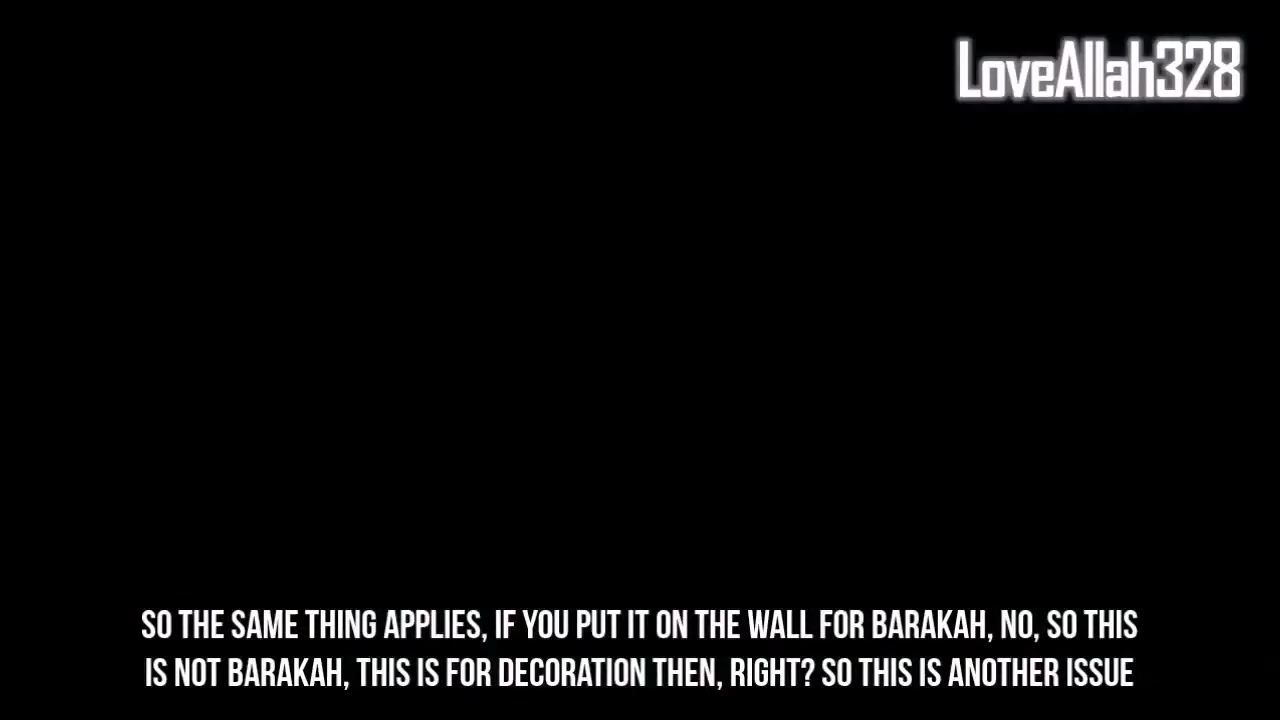 LoveAllah328
SO THE SAME THING APPLIES, IF YOU PUT IT ON THE WALL FOR BARAKAH, NO, SO THIS
IS NOT BARAKAH, THIS IS FOR DECORATION THEN, RIGHT? SO THIS IS ANOTHER ISSUE